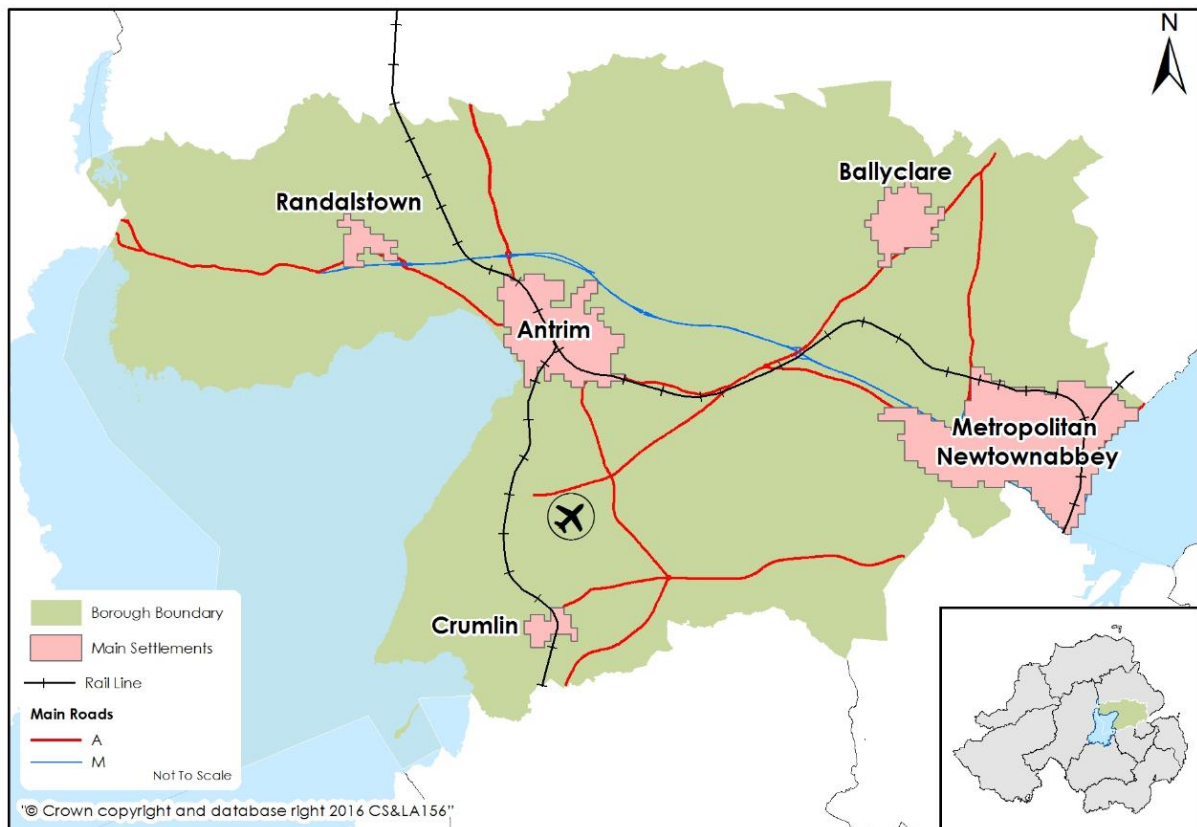 N
Ballyclare
Randalstown
Antrim
Metropolitan
Newtownabbey
Crumlin
Borough Boundary
Main Settlements
Rail Line
Main Roads
A
M
Not To Scale
"© Crown copyright and database right 2016 CS&LA156”